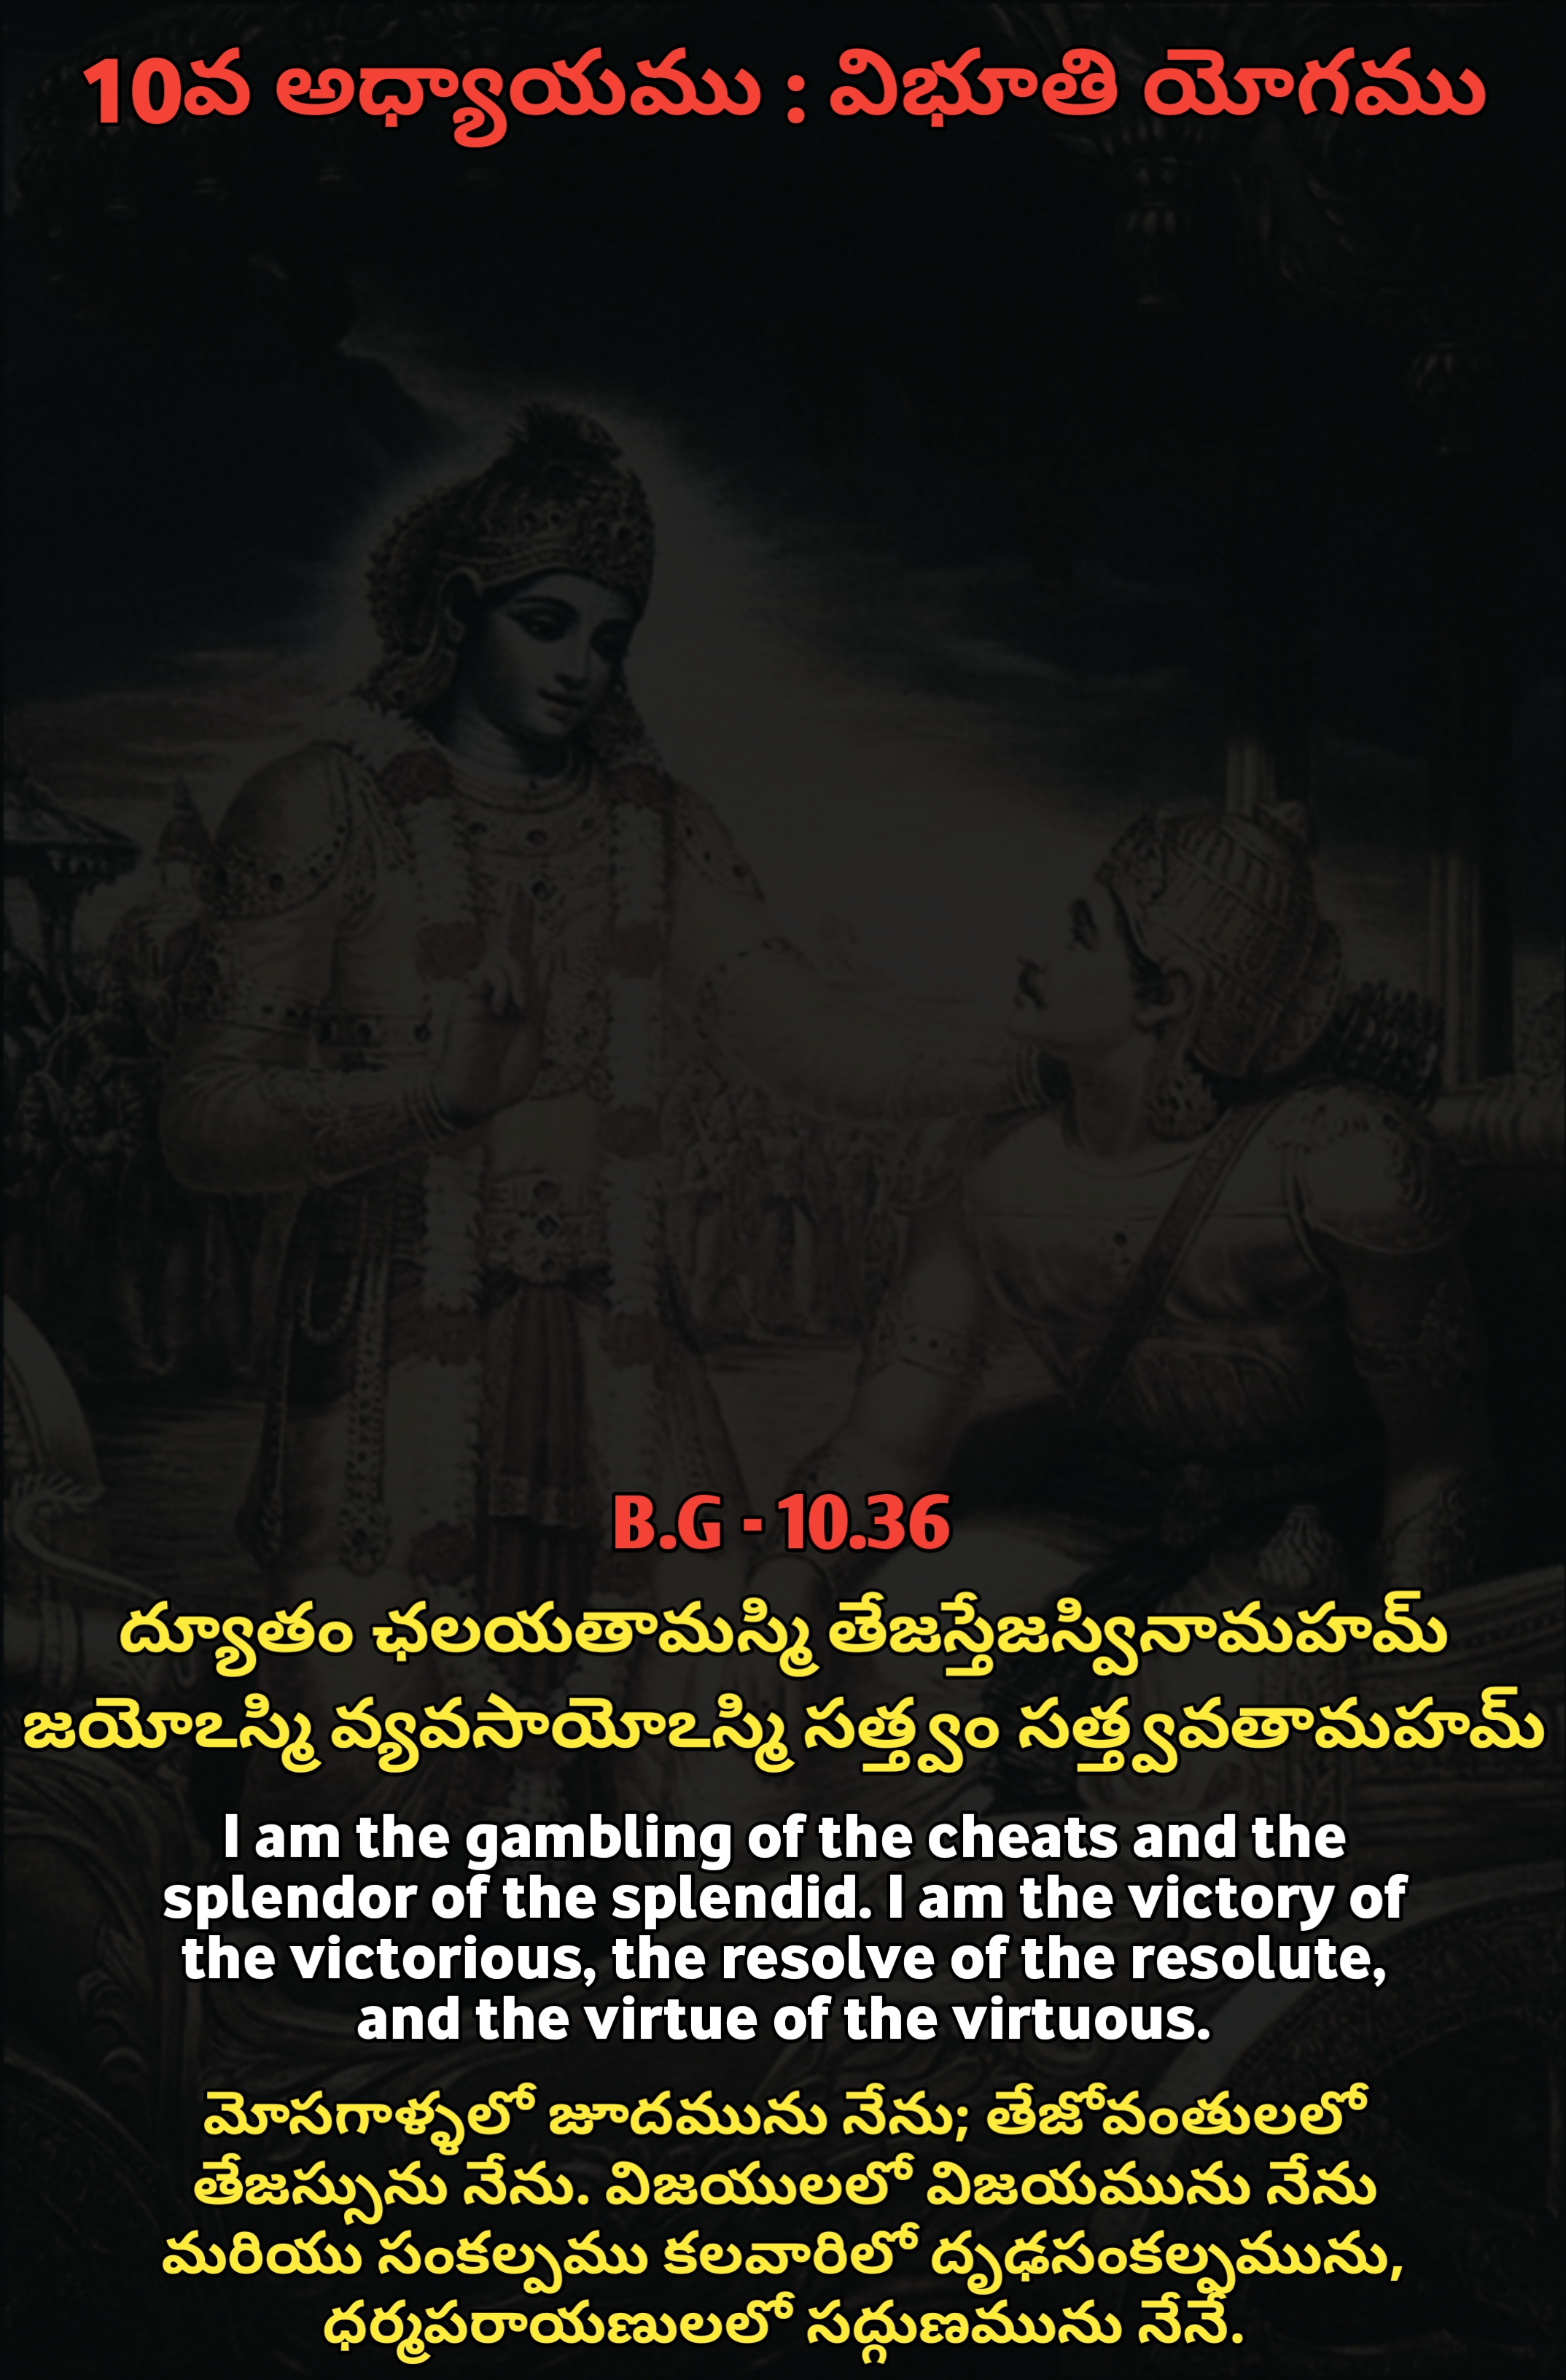 10వ అధ్యాయము : విభూతి యోగము
B.G - 10.36
ద్యూతం ఛలయతామస్మి తేజస్తేజస్వినామహమ్
జయోఽస్మి వ్యవసాయోఽస్మి సత్త్వం సత్త్వవతామహమ్
I am the gambling of the cheats and the
splendor of the splendid. I am the victory of
the victorious, the resolve of the resolute,
and the virtue of the virtuous.
మోసగాళ్ళలో జూదమును నేను; తేజోవంతులలో
తేజస్సును నేను. విజయులలో విజయమును నేను
మరియు సంకల్పము కలవారిలో దృఢసంకల్పమును,
ధర్మపరాయణులలో సద్గుణమును నేనే.